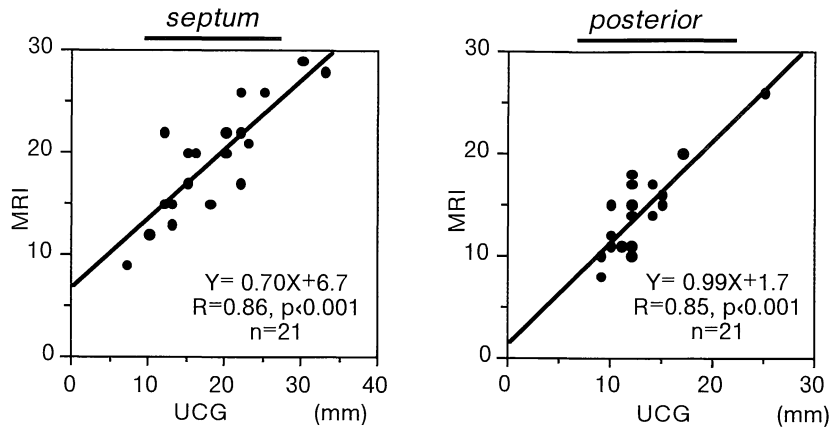 septum
30
20
10
0
MRI
Y= 0.70X+6.7
R=0.86, p<0.001
n=21
0 10 20 30 40
UCG (mm)
posterior
30
20
10
0
MRI
Y= 0.99X+1.7
R=0.85, p<0.001
n=21
0 10 20 30
UCG (mm)